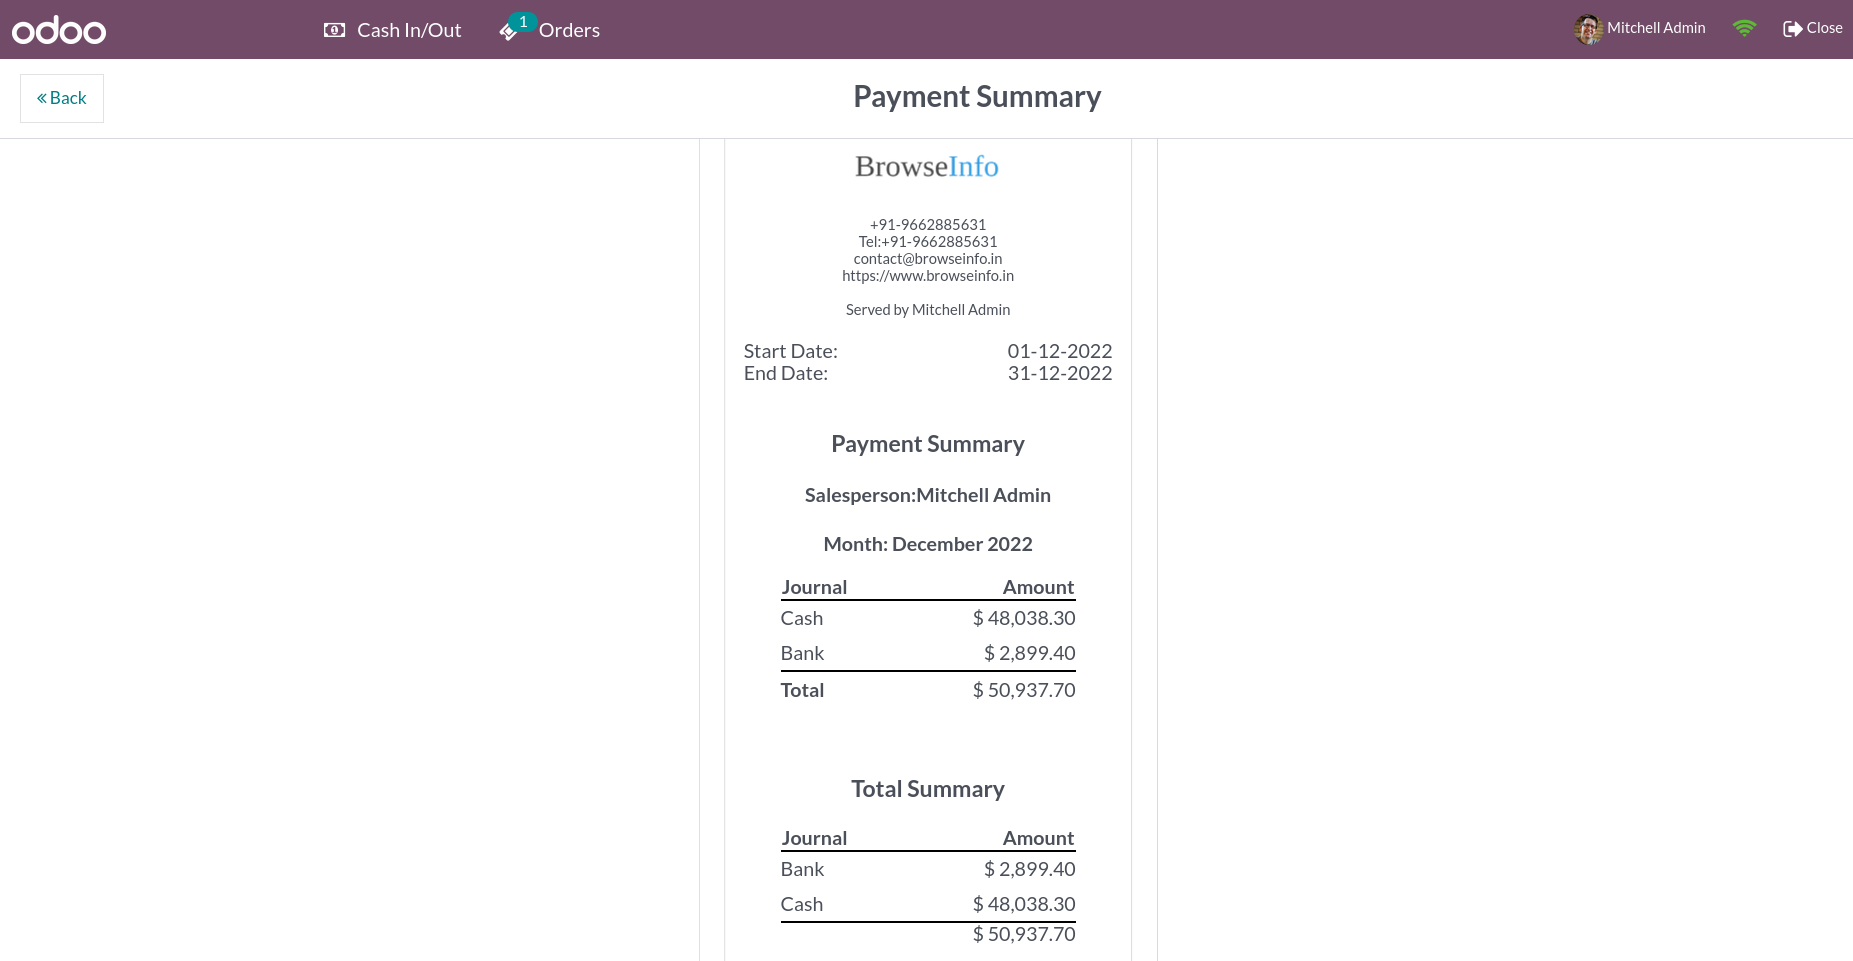 odoo
Cash In/Out
1
Orders
Mitchell Admin
Close
« Back
Payment Summary
BrowseInfo
+91-9662885631
Tel:+91-9662885631
contact@browseinfo.in
https://www.browseinfo.in
Served by Mitchell Admin
Start Date: 01-12-2022
End Date: 31-12-2022
Payment Summary
Salesperson:Mitchell Admin
Month: December 2022
Journal Amount
Cash $ 48,038.30
Bank $ 2,899.40
Total $ 50,937.70
Total Summary
Journal Amount
Bank $ 2,899.40
Cash $ 48,038.30
$ 50,937.70